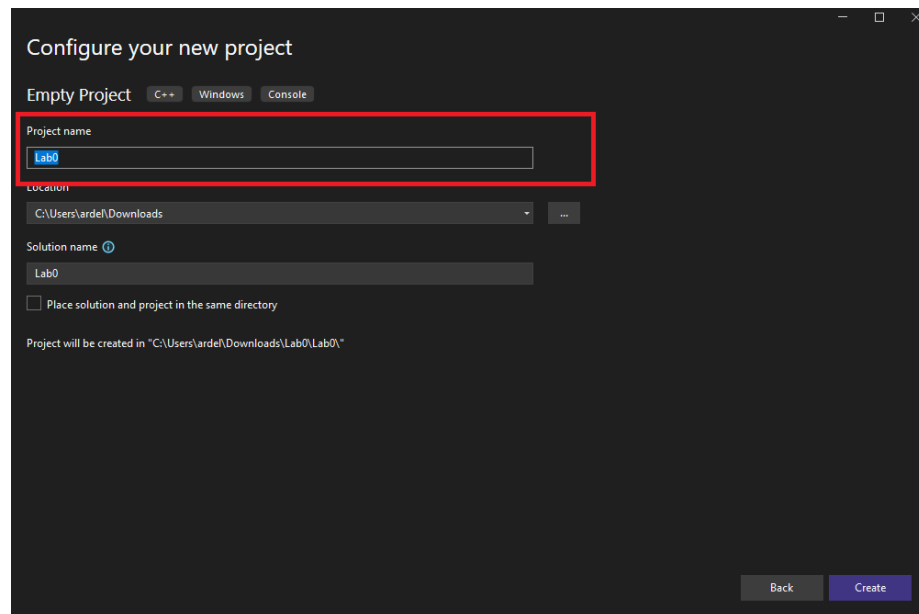 Configure your new project
Empty Project C++ Windows Console
Project name
Lab0
Location
C:\Users\ardel\Downloads
...
Solution name
Lab0
Place solution and project in the same directory
Project will be created in "C:\Users\ardel\Downloads\Lab0\Lab0\"
Back Create